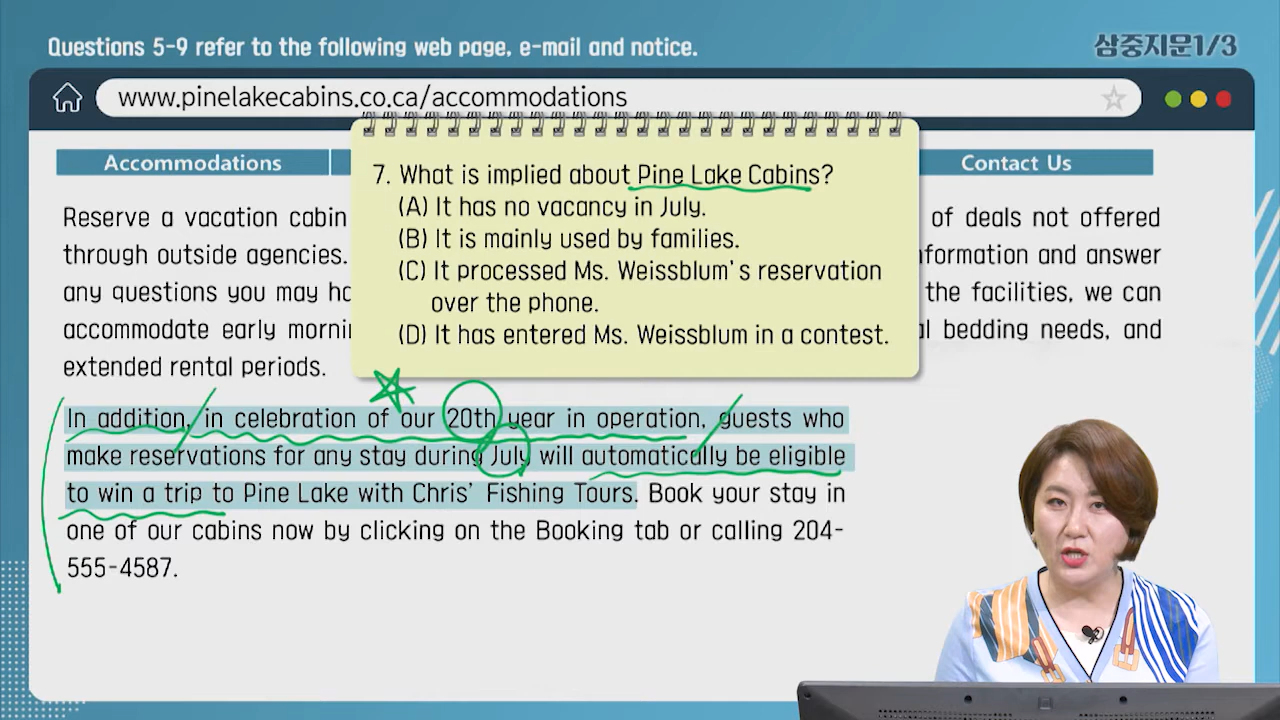 Questions 5-9 refer to the following web page, e-mail and notice.
삼중지문1/3
www.pinelakecabins.co.ca/accommodations
Accommodations
Contact Us
7. What is implied about Pine Lake Cabins?
(A) It has no vacancy in July.
(B) It is mainly used by families.
(C) It processed Ms. Weissblum's reservation
over the phone.
(D) It has entered Ms. Weissblum in a contest.
Reserve a vacation cabin of deals not offered
through outside agencies. and answer
any questions you may the facilities, we can
accommodate early bedding needs, and
extended rental periods.
In addition, in celebration of our 20th year in operation, guests who
make reservations for any stay during July will automatically be eligible
to win a trip to Pine Lake with Chris' Fishing Tours. Book your stay in
one of our cabins now by clicking on the Booking tab or calling 204-
555-4587.